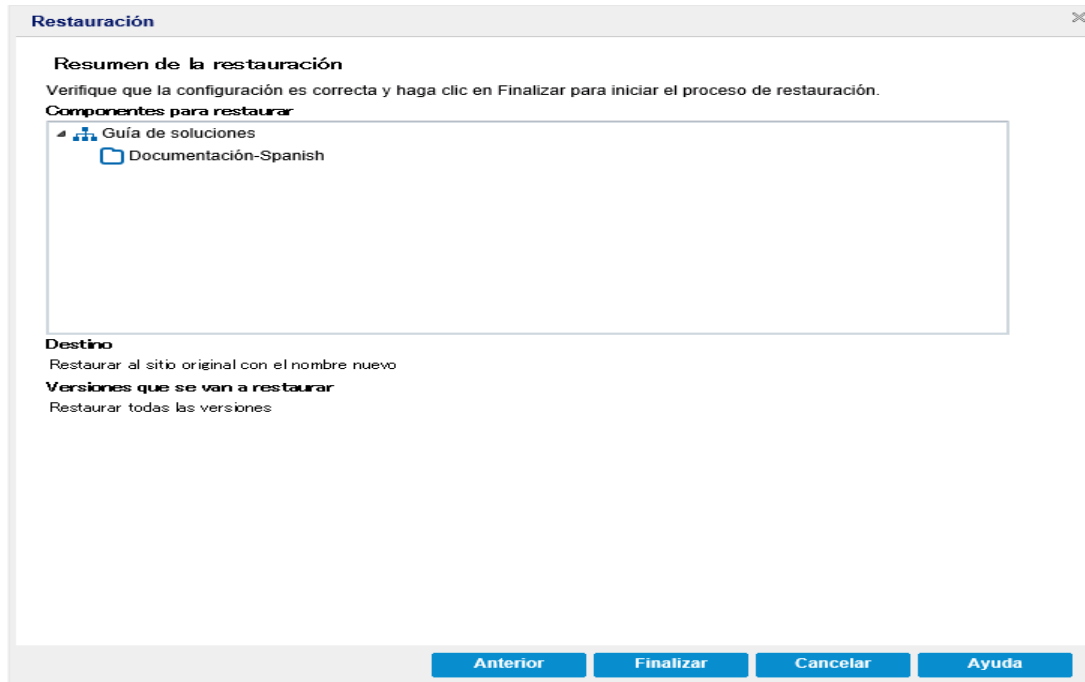 Restauración
Resumen de la restauración
Verifique que la configuración es correcta y haga clic en Finalizar para iniciar el proceso de restauración.
Componentes para restaurar
Guía de soluciones
Documentación-Spanish
Destino
Restaurar al sitio original con el nombre nuevo
Versiones que se van a restaurar
Restaurar todas las versiones
Anterior Finalizar Cancelar Ayuda